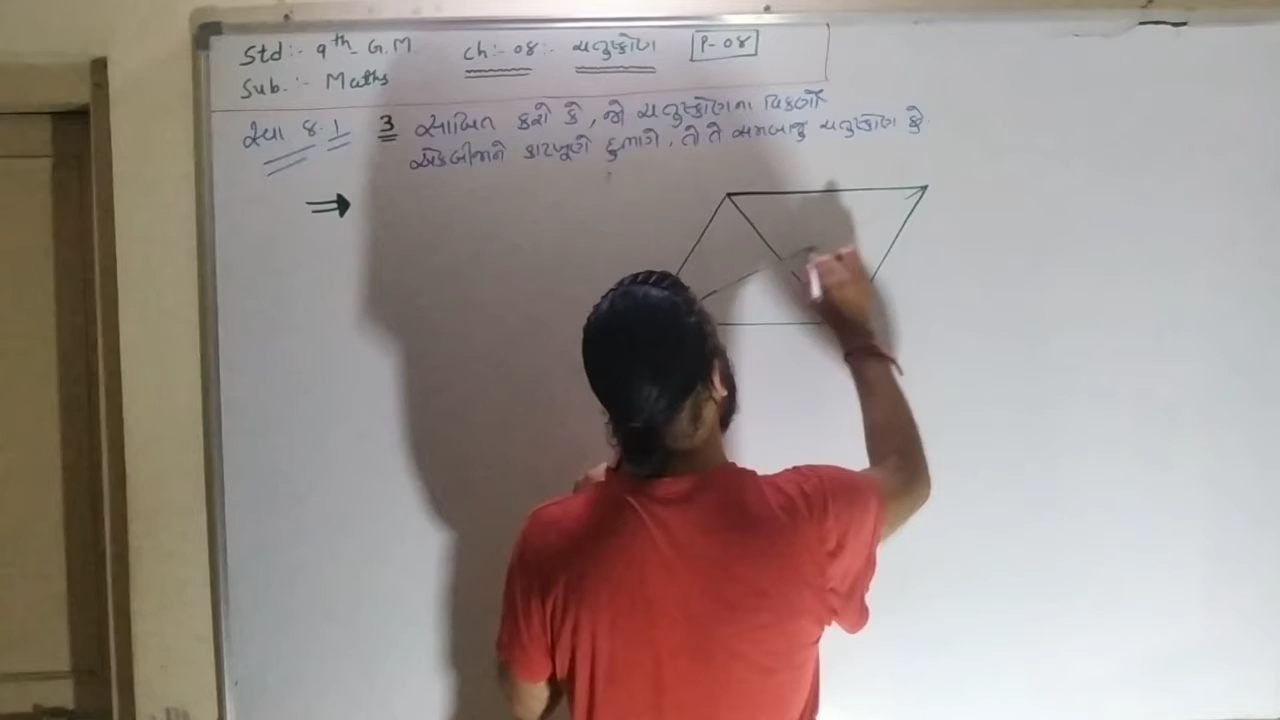 Std :- 9th G.M
ch :- 08 :- ચતુષ્કોણ
P-08
Sub. :- Maths
સ્વા 8.1 3 સાબિત કરો કે, જો ચતુષ્કોણના વિકર્ણો
એકબીજાને કાટખૂણે દુભાગે, તો તે સમબાજુ ચતુષ્કોણ છે.